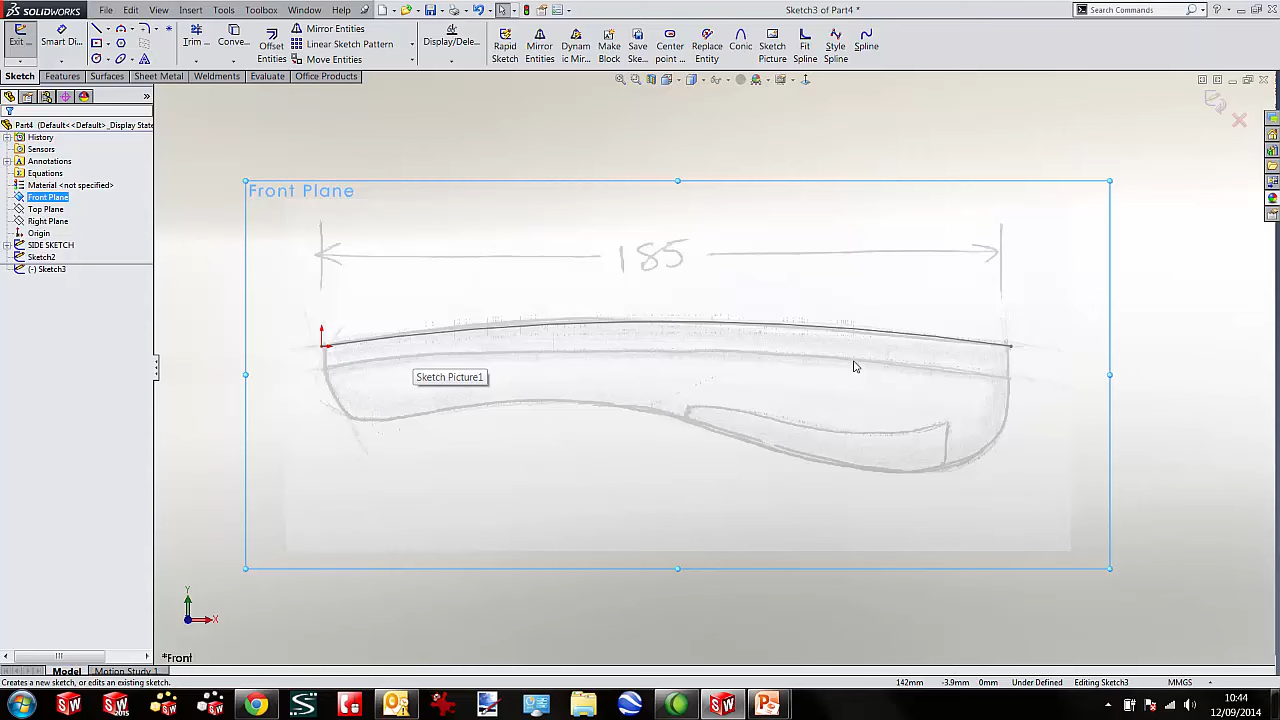 SOLIDWORKS File Edit View Insert Tools Toolbox Window Help Sketch3 of Part4 * Search Commands
Exit ... Smart Di... Trim ... Conve... Offset Entities Mirror Entities Linear Sketch Pattern Move Entities Display/Dele... Rapid Sketch Mirror Entities Dynam ic Mir... Make Block Save Ske... Center point ... Replace Entity Conic Sketch Picture Fit Spline Style Spline Spline
Sketch Features Surfaces Sheet Metal Weldments Evaluate Office Products
Part4 (Default<<Default>_Display State
History
Sensors
Annotations
Equations
Material <not specified>
Front Plane
Top Plane
Right Plane
Origin
SIDE SKETCH
Sketch2
(-) Sketch3
Front Plane
185
Sketch Picture1
Y
X
*Front
Model Motion Study 1
Creates a new sketch, or edits an existing sketch. 142mm -3.9mm 0mm Under Defined Editing Sketch3 MMGS
10:44
12/09/2014